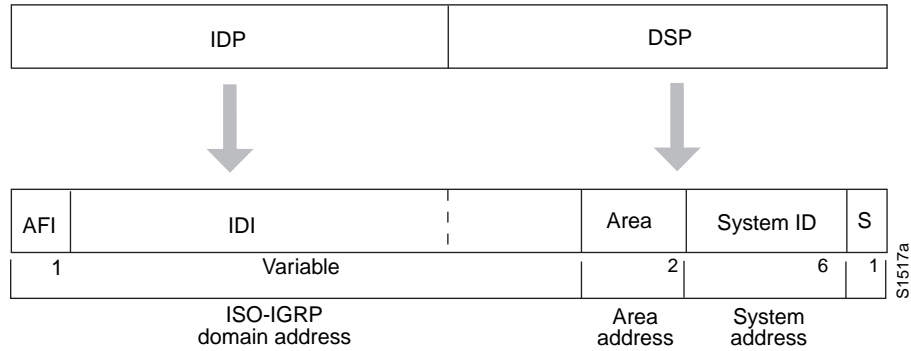 IDP DSP
AFI IDI Area System ID S
1 Variable 2 6 1
ISO-IGRP
domain address
Area
address
System
address
S1517a